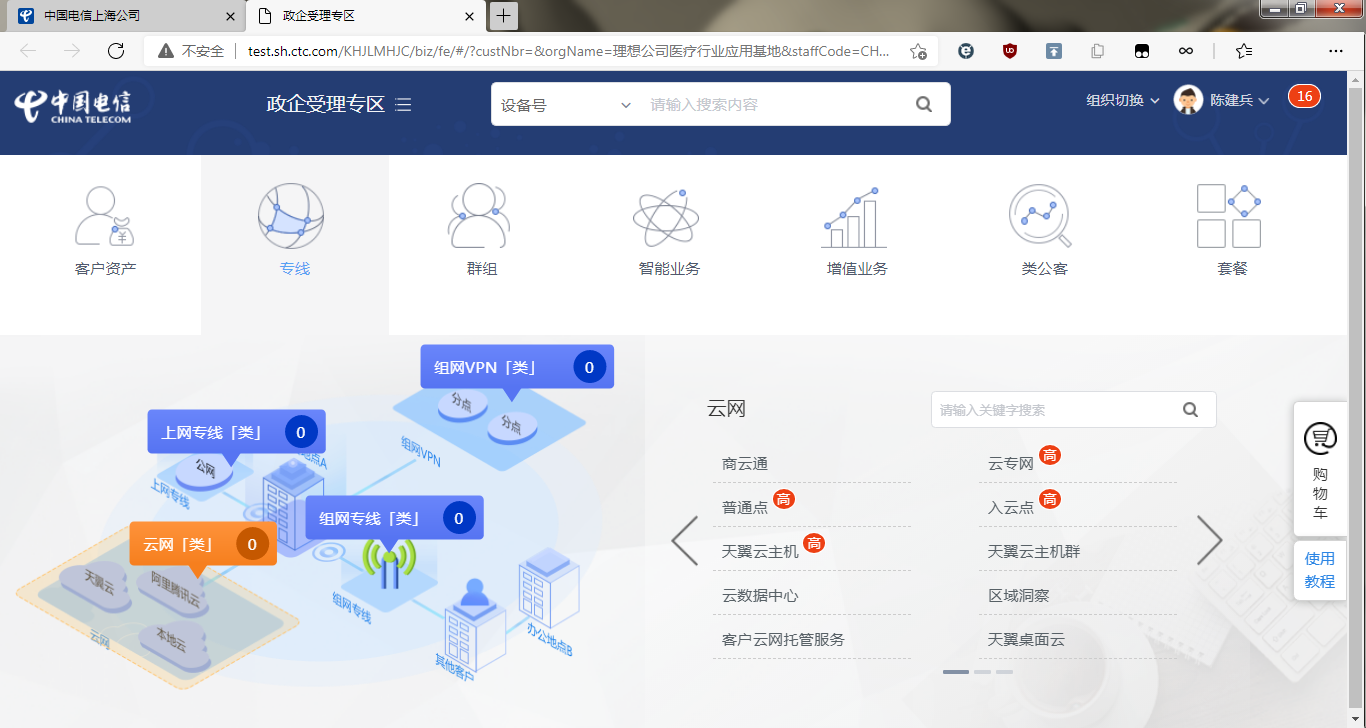 中国电信上海公司
政企受理专区
不安全
test.sh.ctc.com/KHJLMHJC/biz/fe/#/?custNbr=&orgName=理想公司医疗行业应用基地&staffCode=CH...
中国电信
CHINA TELECOM
政企受理专区
设备号
请输入搜索内容
组织切换
陈建兵
16
客户资产
专线
群组
智能业务
增值业务
类公客
套餐
组网VPN「类」
0
分点
分点
组网VPN
上网专线「类」
0
地点A
公网
上网专线
组网专线「类」
0
云网「类」
0
天翼云
阿里腾讯云
本地云
云网
组网专线
其他客户
办公地点B
云网
请输入关键字搜索
商云通
云专网 高
普通点 高
入云点 高
天翼云主机 高
天翼云主机群
云数据中心
区域洞察
客户云网托管服务
天翼桌面云
购
物
车
使用
教程